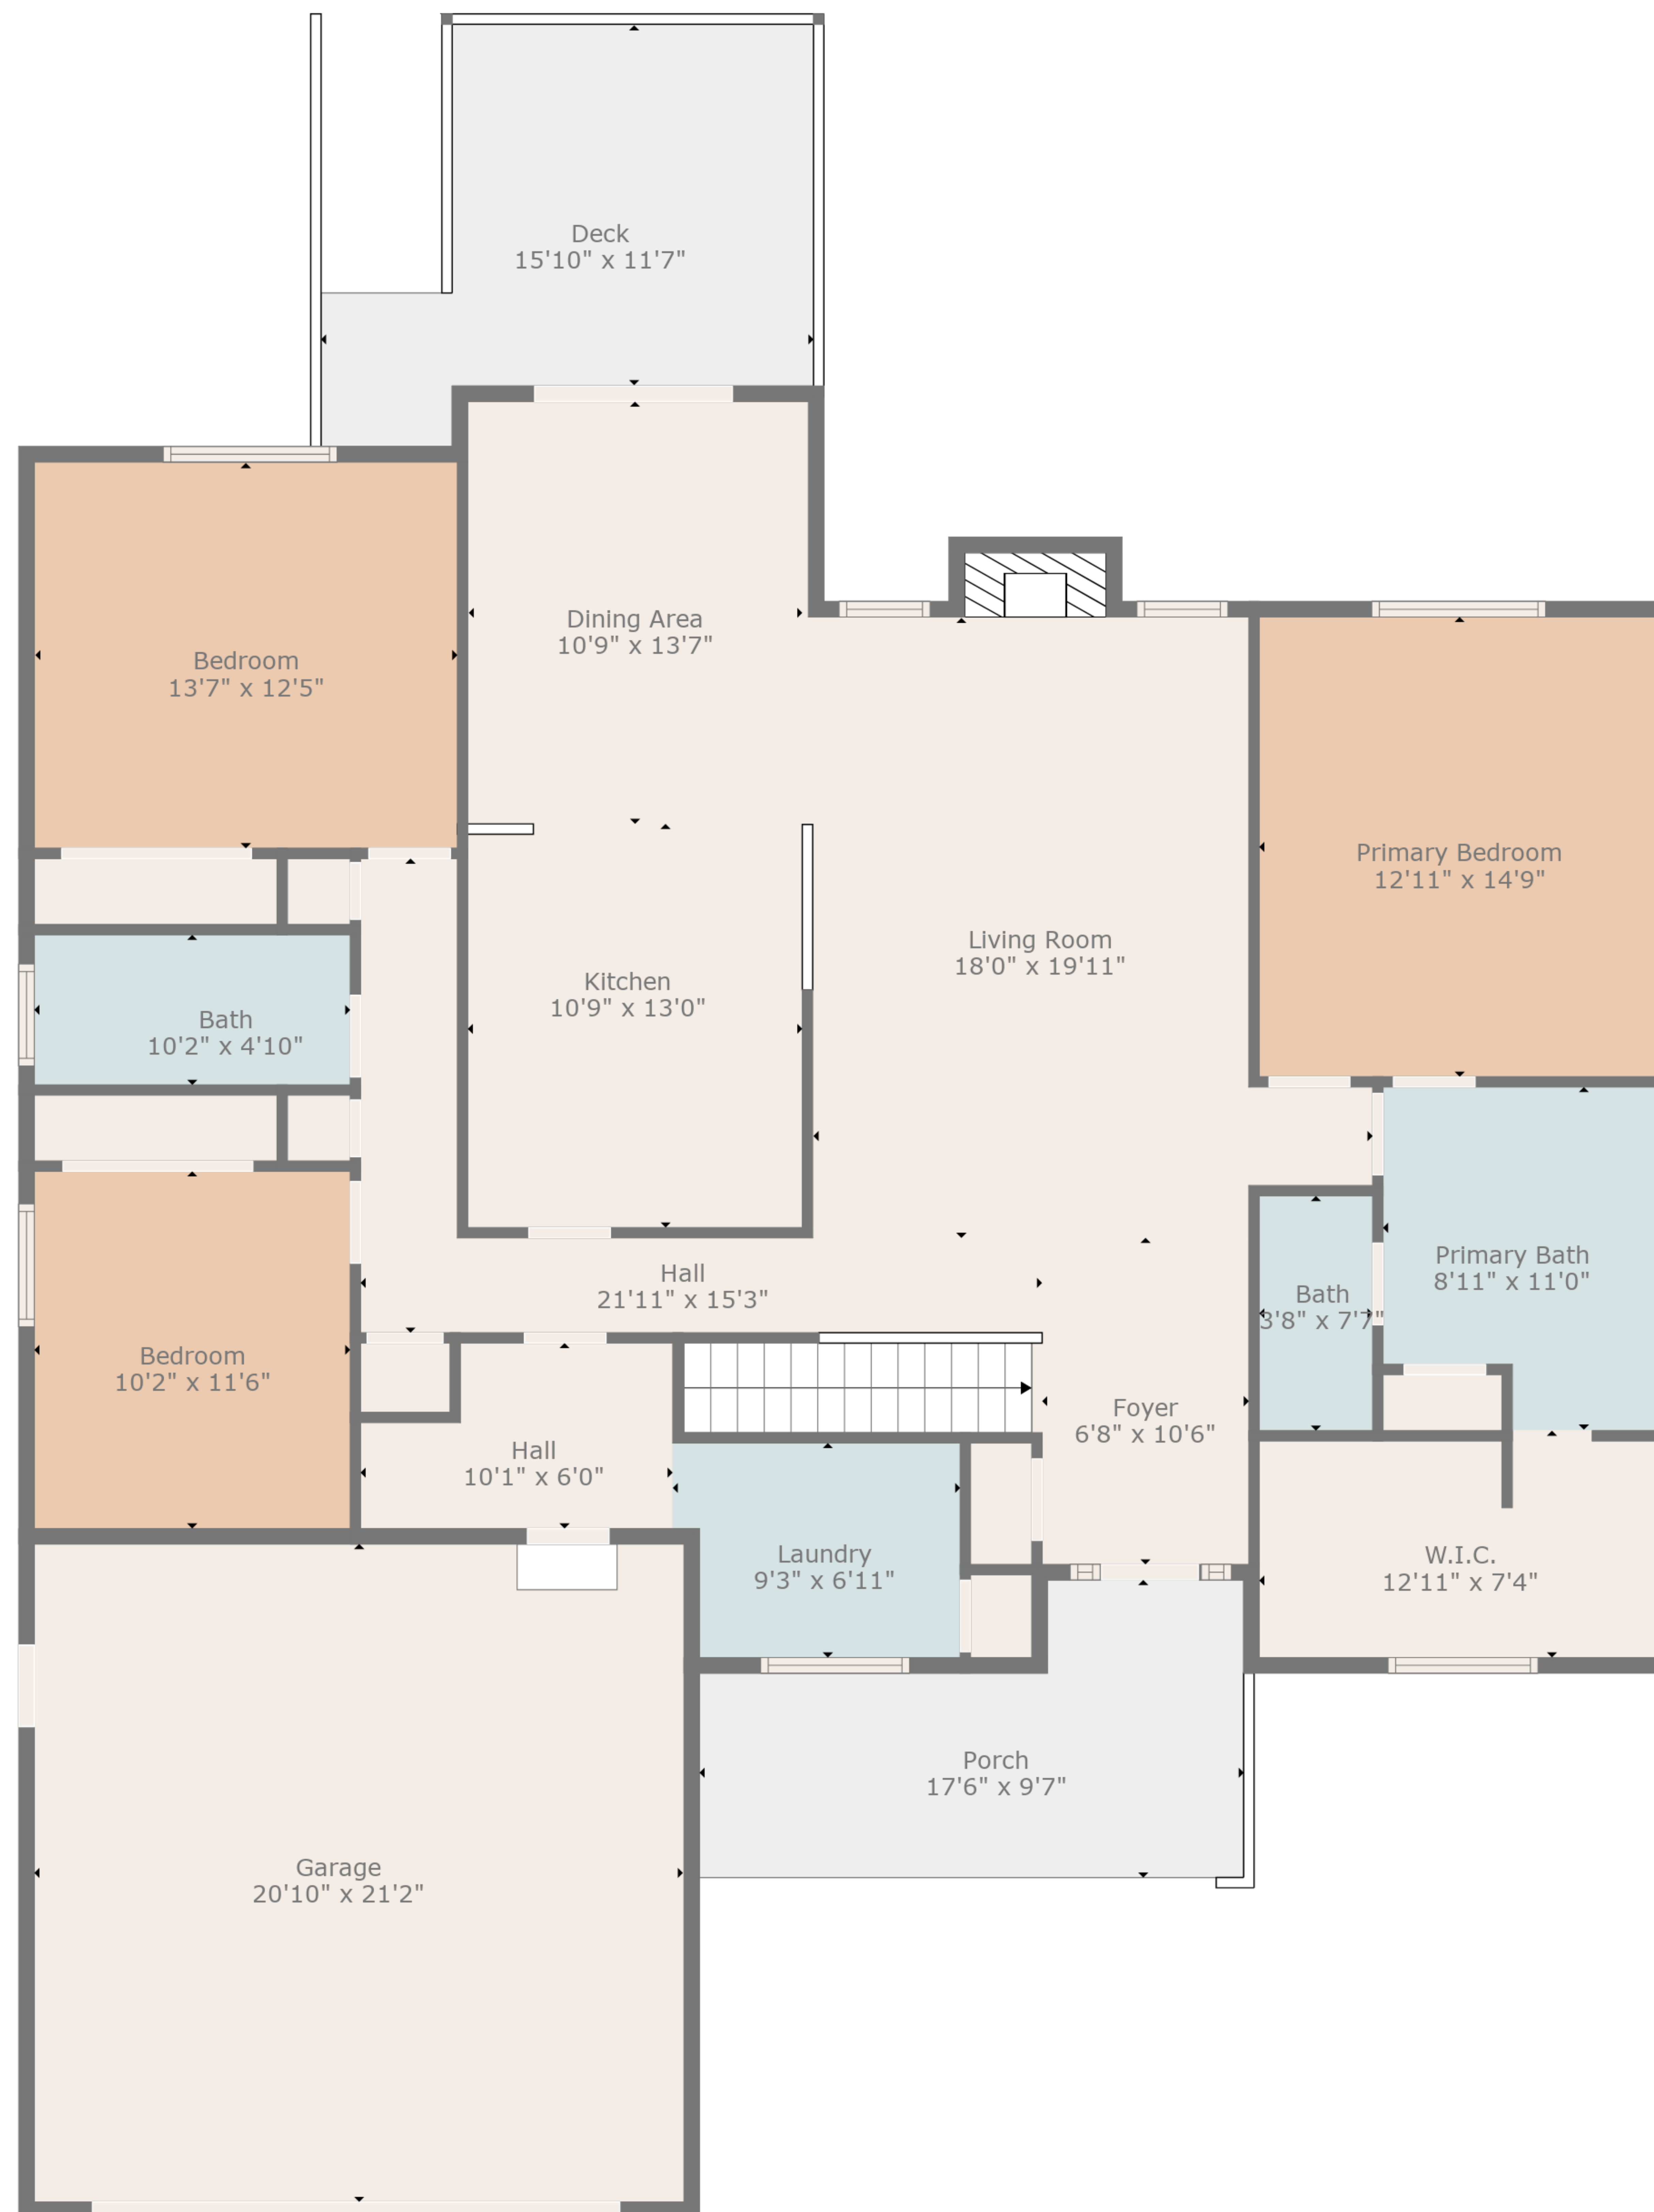 Deck
15'10" x 11'7"
Dining Area
10'9" x 13'7"
Bedroom
13'7" x 12'5"
Primary Bedroom
12'11" x 14'9"
Living Room
18'0" x 19'11"
Kitchen
10'9" x 13'0"
Bath
10'2" x 4'10"
Primary Bath
8'11" x 11'0"
Hall
21'11" x 15'3"
Bath
3'8" x 7'7"
Bedroom
10'2" x 11'6"
Foyer
6'8" x 10'6"
Hall
10'1" x 6'0"
Laundry
9'3" x 6'11"
W.I.C.
12'11" x 7'4"
Porch
17'6" x 9'7"
Garage
20'10" x 21'2"